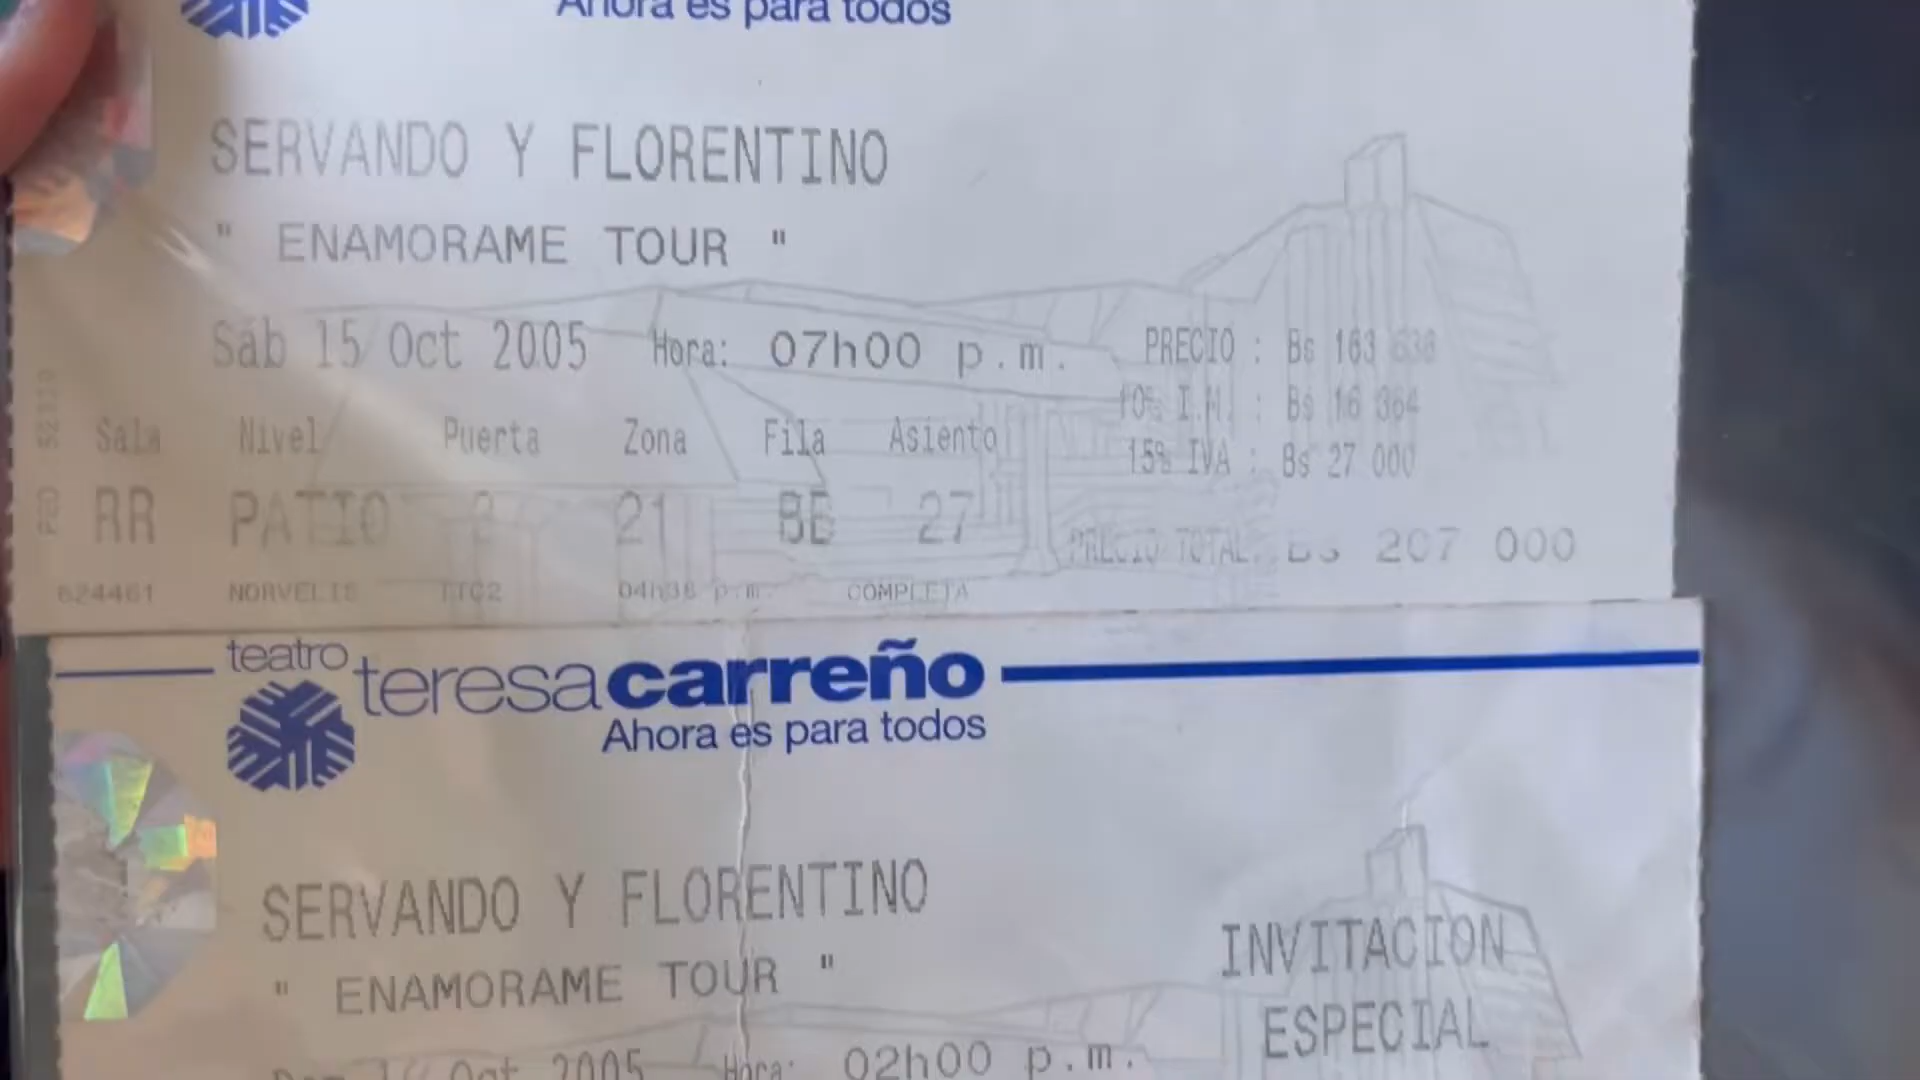 Ahora es para todos
SERVANDO Y FLORENTINO
" ENAMORAME TOUR "
Sáb 15 Oct 2005 Hora: 07h00 p.m.
PRECIO : Bs 163 636
10% I.M. : Bs 16 364
15% IVA : Bs 27 000
Sala Nivel Puerta Zona Fila Asiento
RR PATIO 2 21 BE 27
PRECIO TOTAL: Bs 207 000
624461 NORVELIS TTC2 04h38 p.m. COMPLETA
teatro
teresacarreño
Ahora es para todos
SERVANDO Y FLORENTINO
" ENAMORAME TOUR "
INVITACION
ESPECIAL
Oct 2005 Hora: 02h00 p.m.